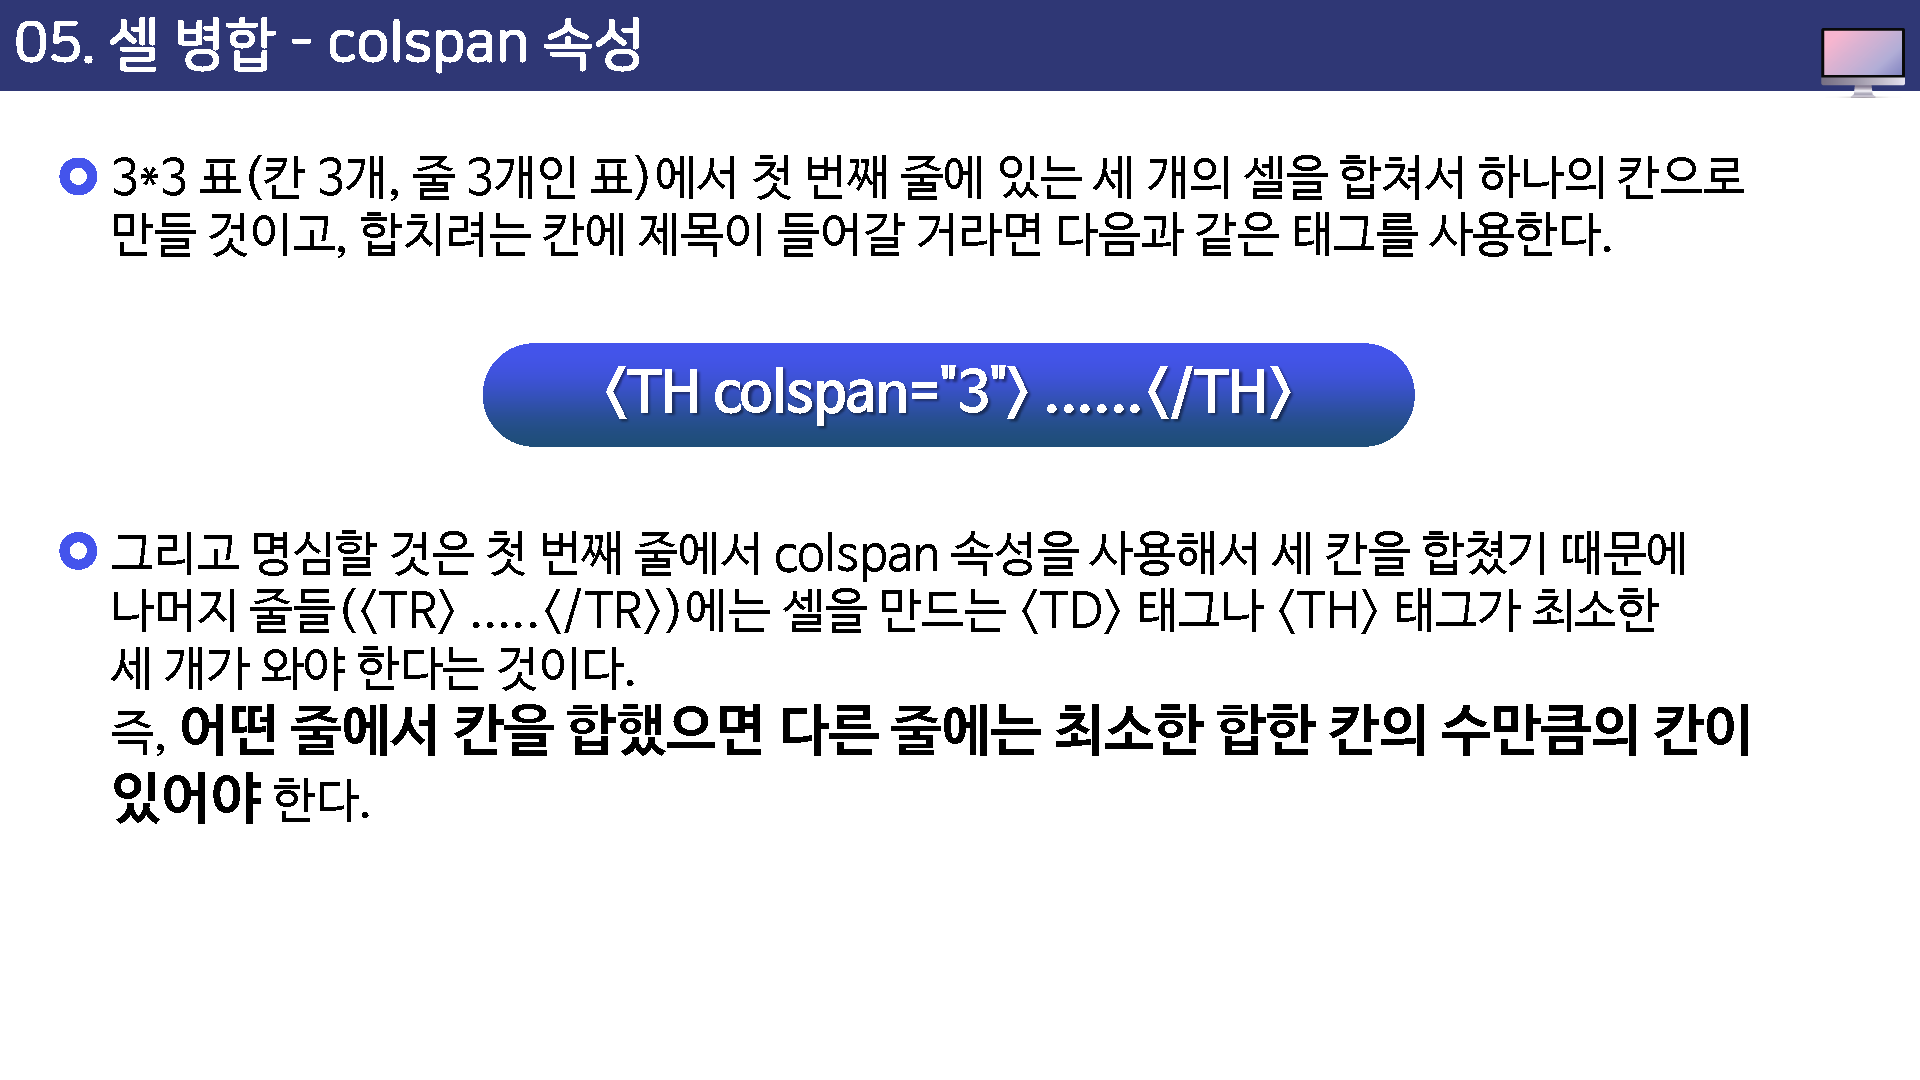 05. 셀 병합 - colspan 속성
3*3 표(칸 3개, 줄 3개인 표)에서 첫 번째 줄에 있는 세 개의 셀을 합쳐서 하나의 칸으로
만들 것이고, 합치려는 칸에 제목이 들어갈 거라면 다음과 같은 태그를 사용한다.
〈TH colspan="3"〉 ......〈/TH〉
그리고 명심할 것은 첫 번째 줄에서 colspan 속성을 사용해서 세 칸을 합쳤기 때문에
나머지 줄들(〈TR〉 .....〈/TR〉)에는 셀을 만드는 〈TD〉 태그나 〈TH〉 태그가 최소한
세 개가 와야 한다는 것이다.
즉, 어떤 줄에서 칸을 합했으면 다른 줄에는 최소한 합한 칸의 수만큼의 칸이
있어야 한다.